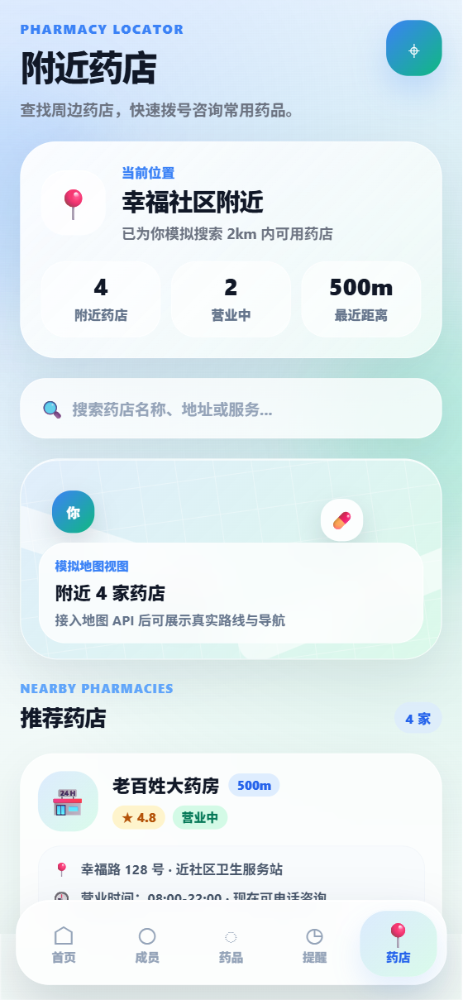 PHARMACY LOCATOR
附近药店
查找周边药店，快速拨号咨询常用药品。
当前位置
幸福社区附近
已为你模拟搜索 2km 内可用药店
4
附近药店
2
营业中
500m
最近距离
搜索药店名称、地址或服务...
你
模拟地图视图
附近 4 家药店
接入地图 API 后可展示真实路线与导航
NEARBY PHARMACIES
推荐药店
4 家
24 H
老百姓大药房
500m
★ 4.8
营业中
幸福路 128 号 · 近社区卫生服务站
营业时间：08:00-22:00 · 现在可电话咨询
首页
成员
药品
提醒
药店